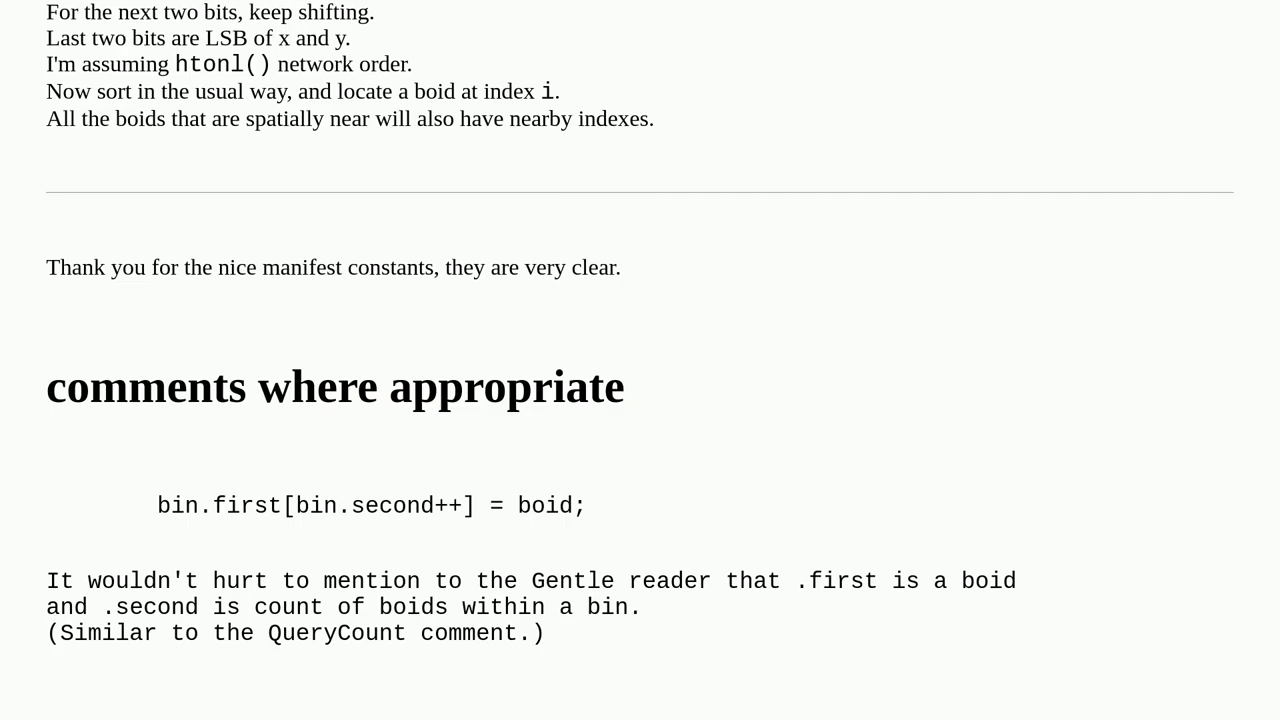 For the next two bits, keep shifting.
Last two bits are LSB of x and y.
I'm assuming htonl() network order.
Now sort in the usual way, and locate a boid at index i.
All the boids that are spatially near will also have nearby indexes.
Thank you for the nice manifest constants, they are very clear.
comments where appropriate
bin.first[bin.second++] = boid;
It wouldn't hurt to mention to the Gentle reader that .first is a boid
and .second is count of boids within a bin.
(Similar to the QueryCount comment.)